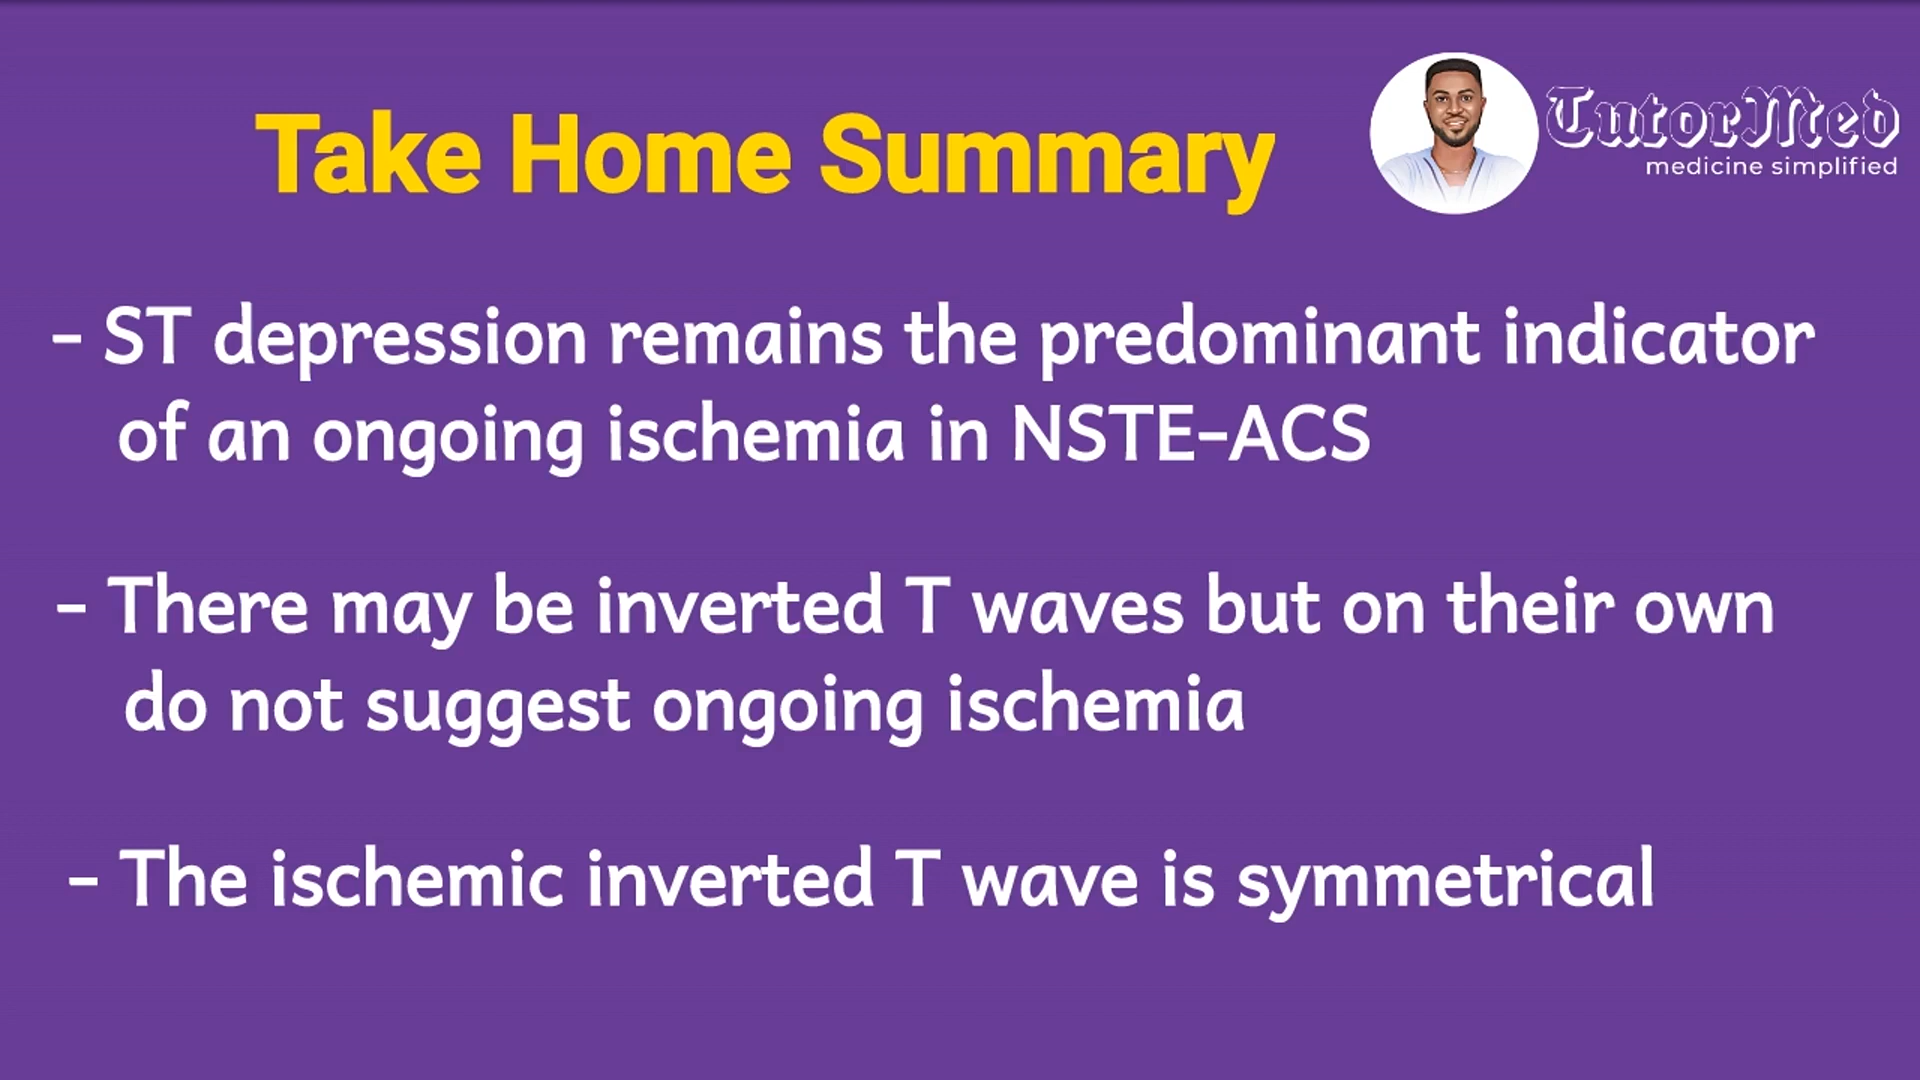 Take Home Summary
TutorMed
medicine simplified
- ST depression remains the predominant indicator
of an ongoing ischemia in NSTE-ACS
- There may be inverted T waves but on their own
do not suggest ongoing ischemia
- The ischemic inverted T wave is symmetrical